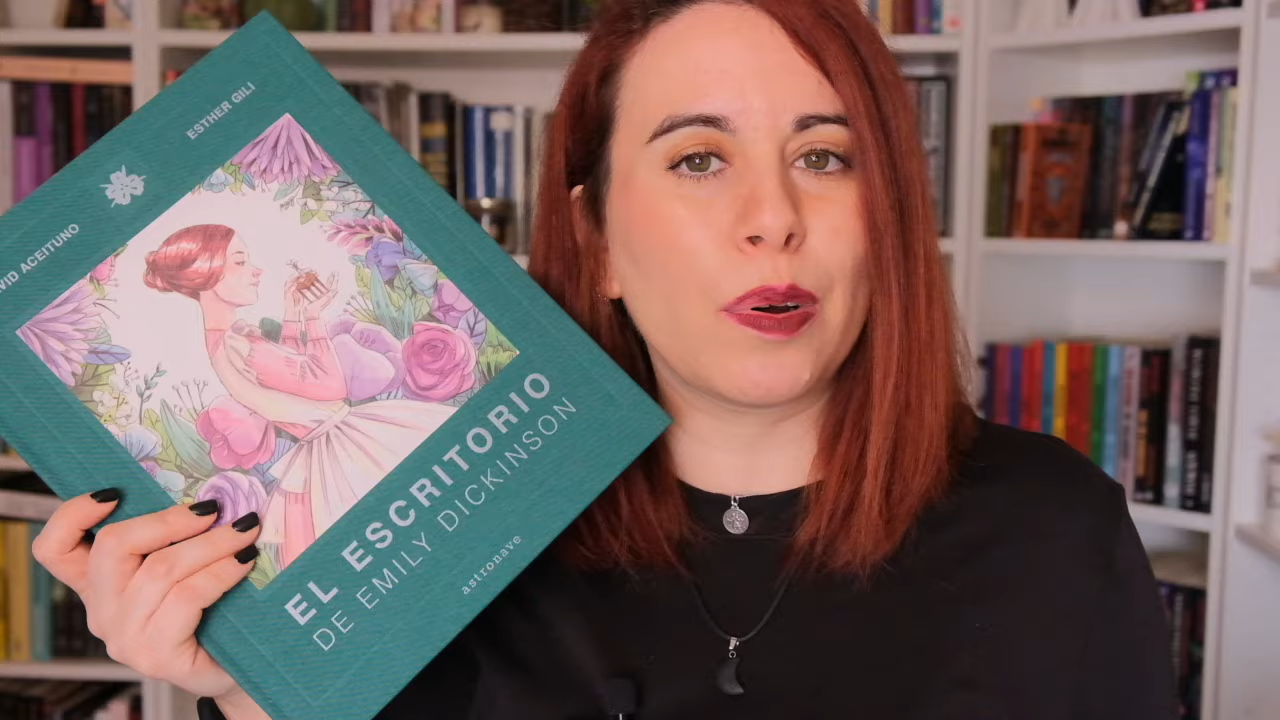 ESTHER GILI
VID ACEITUNO
EL ESCRITORIO
DE EMILY DICKINSON
astronave